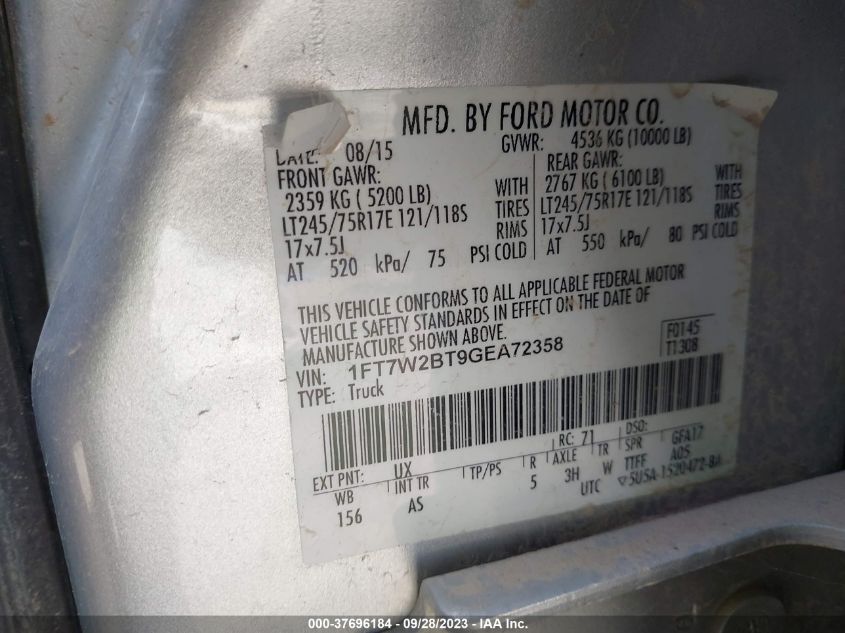 MFD. BY FORD MOTOR CO.
DATE: 08/15 GVWR: 4536 KG (10000 LB)
FRONT GAWR: REAR GAWR:
2359 KG ( 5200 LB) WITH 2767 KG ( 6100 LB) WITH
LT245/75R17E 121/118S TIRES LT245/75R17E 121/118S TIRES
17x7.5J RIMS 17x7.5J RIMS
AT 520 kPa/ 75 PSI COLD AT 550 kPa/ 80 PSI COLD
THIS VEHICLE CONFORMS TO ALL APPLICABLE FEDERAL MOTOR
VEHICLE SAFETY STANDARDS IN EFFECT ON THE DATE OF
MANUFACTURE SHOWN ABOVE.
VIN: 1FT7W2BT9GEA72358 F0145
TYPE: Truck T1308
EXT PNT: UX RC: 71 DSO:
WB INT TR TP/PS R AXLE TR SPR GFA17
156 AS 5 3H W TTFF A05
UTC 5U5A-1520472-BA
000-37696184 - 09/28/2023 - IAA Inc.